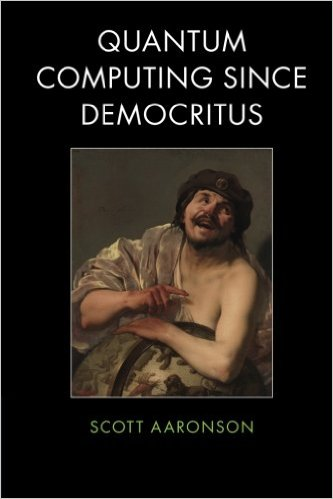 QUANTUM
COMPUTING SINCE
DEMOCRITUS
SCOTT AARONSON